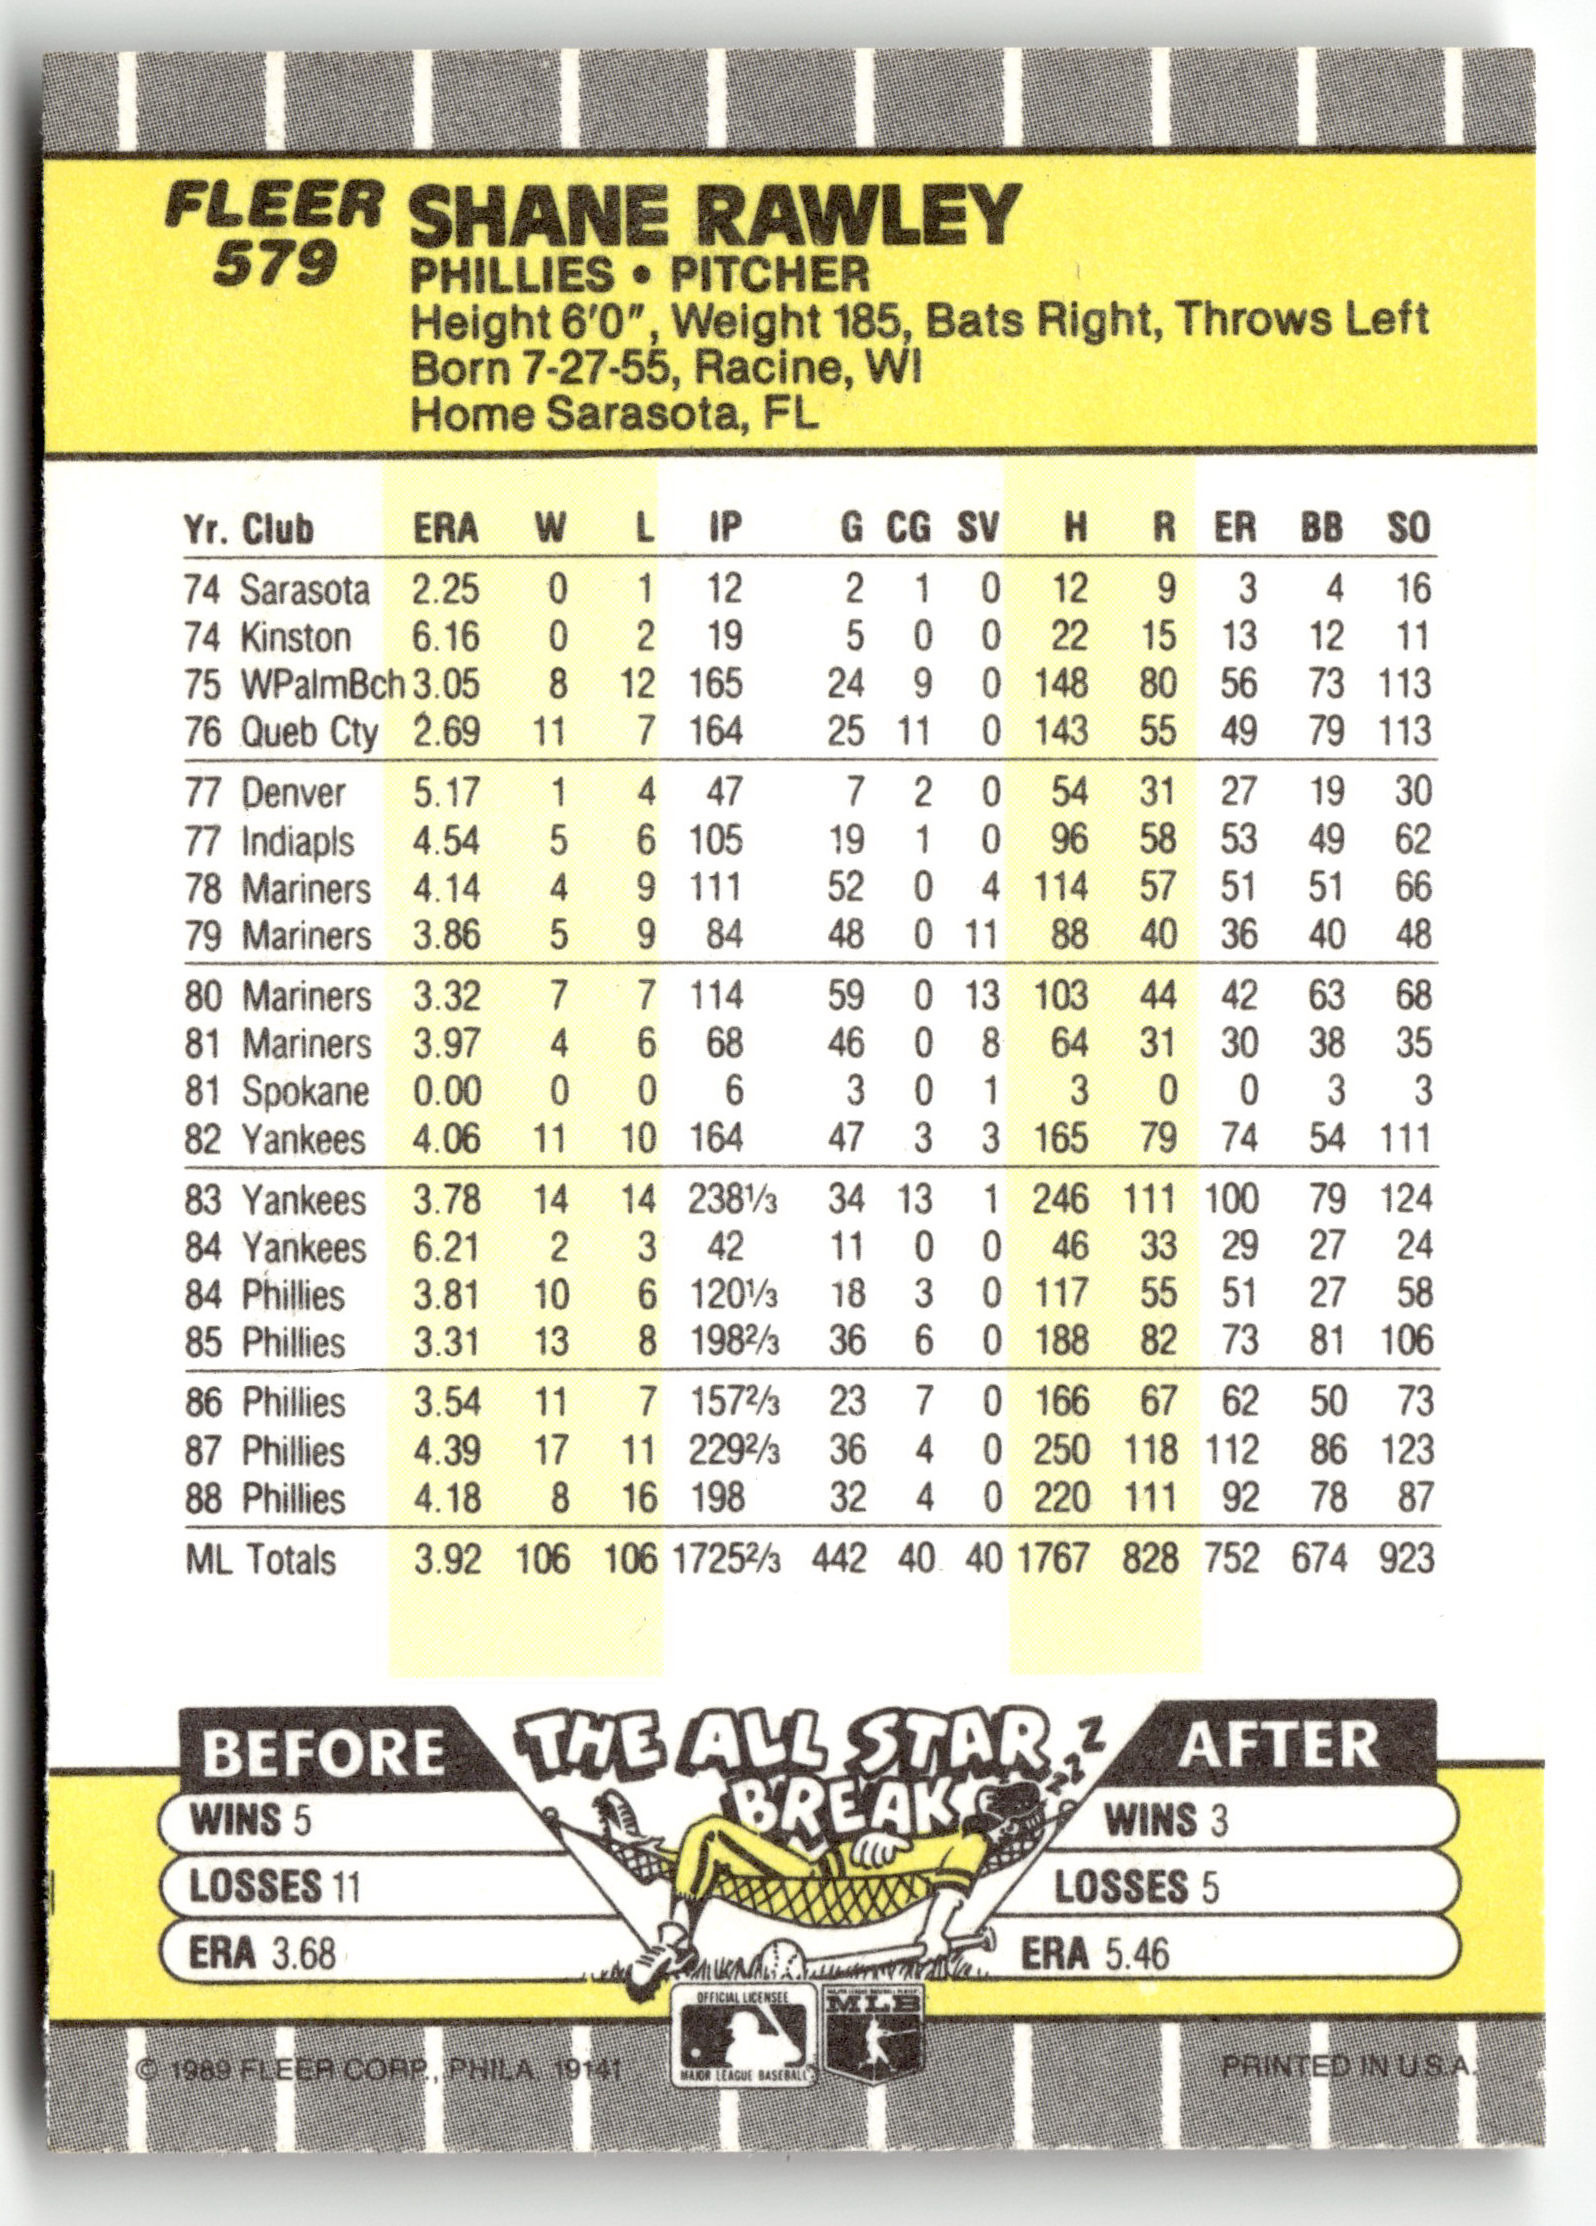 FLEER
579
SHANE RAWLEY
PHILLIES • PITCHER
Height 6'0", Weight 185, Bats Right, Throws Left
Born 7-27-55, Racine, WI
Home Sarasota, FL
Yr. Club ERA W L IP G CG SV H R ER BB SO
74 Sarasota 2.25 0 1 12 2 1 0 12 9 3 4 16
74 Kinston 6.16 0 2 19 5 0 0 22 15 13 12 11
75 WPalmBch 3.05 8 12 165 24 9 0 148 80 56 73 113
76 Queb Cty 2.69 11 7 164 25 11 0 143 55 49 79 113
77 Denver 5.17 1 4 47 7 2 0 54 31 27 19 30
77 Indiapls 4.54 5 6 105 19 1 0 96 58 53 49 62
78 Mariners 4.14 4 9 111 52 0 4 114 57 51 51 66
79 Mariners 3.86 5 9 84 48 0 11 88 40 36 40 48
80 Mariners 3.32 7 7 114 59 0 13 103 44 42 63 68
81 Mariners 3.97 4 6 68 46 0 8 64 31 30 38 35
81 Spokane 0.00 0 0 6 3 0 1 3 0 0 3 3
82 Yankees 4.06 11 10 164 47 3 3 165 79 74 54 111
83 Yankees 3.78 14 14 238⅓ 34 13 1 246 111 100 79 124
84 Yankees 6.21 2 3 42 11 0 0 46 33 29 27 24
84 Phillies 3.81 10 6 120⅓ 18 3 0 117 55 51 27 58
85 Phillies 3.31 13 8 198⅔ 36 6 0 188 82 73 81 106
86 Phillies 3.54 11 7 157⅔ 23 7 0 166 67 62 50 73
87 Phillies 4.39 17 11 229⅔ 36 4 0 250 118 112 86 123
88 Phillies 4.18 8 16 198 32 4 0 220 111 92 78 87
ML Totals 3.92 106 106 1725⅔ 442 40 40 1767 828 752 674 923
BEFORE
THE ALL STAR
BREAK
ZZZZ
AFTER
WINS 5
LOSSES 11
ERA 3.68
WINS 3
LOSSES 5
ERA 5.46
OFFICIAL LICENSEE
MAJOR LEAGUE BASEBALL
MLB
© 1989 FLEER CORP., PHILA. 19141
PRINTED IN U.S.A.